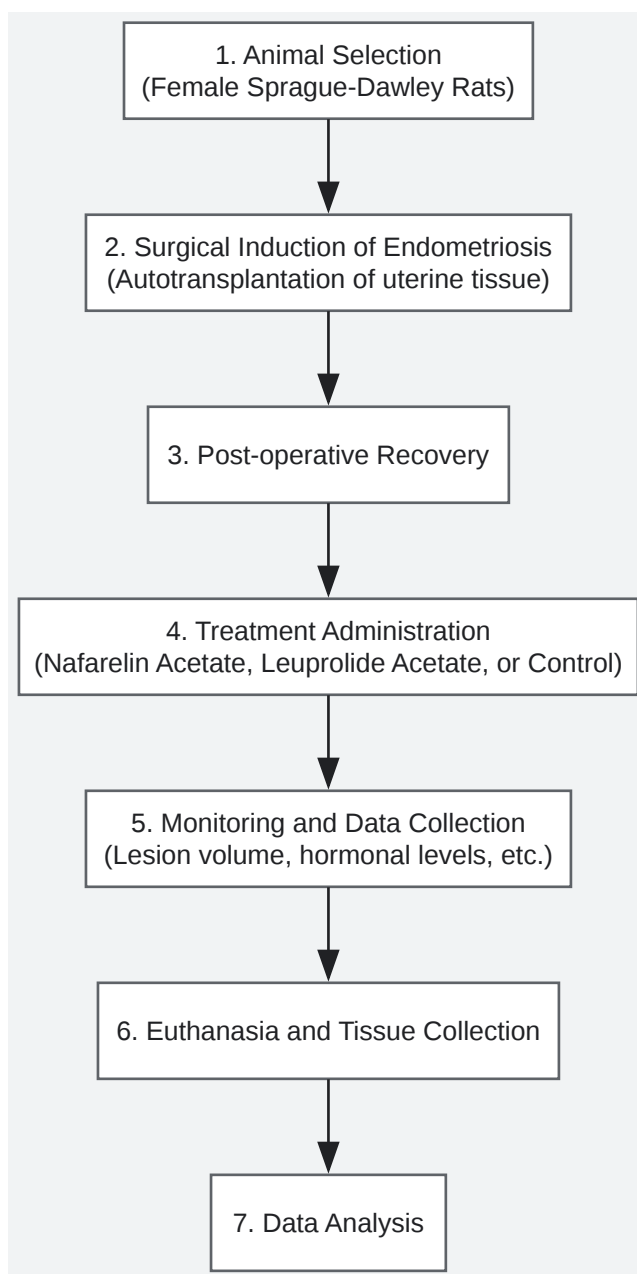 1. Animal Selection
(Female Sprague-Dawley Rats)
2. Surgical Induction of Endometriosis
(Autotransplantation of uterine tissue)
3. Post-operative Recovery
4. Treatment Administration
(Nafarelin Acetate, Leuprolide Acetate, or Control)
5. Monitoring and Data Collection
(Lesion volume, hormonal levels, etc.)
6. Euthanasia and Tissue Collection
7. Data Analysis